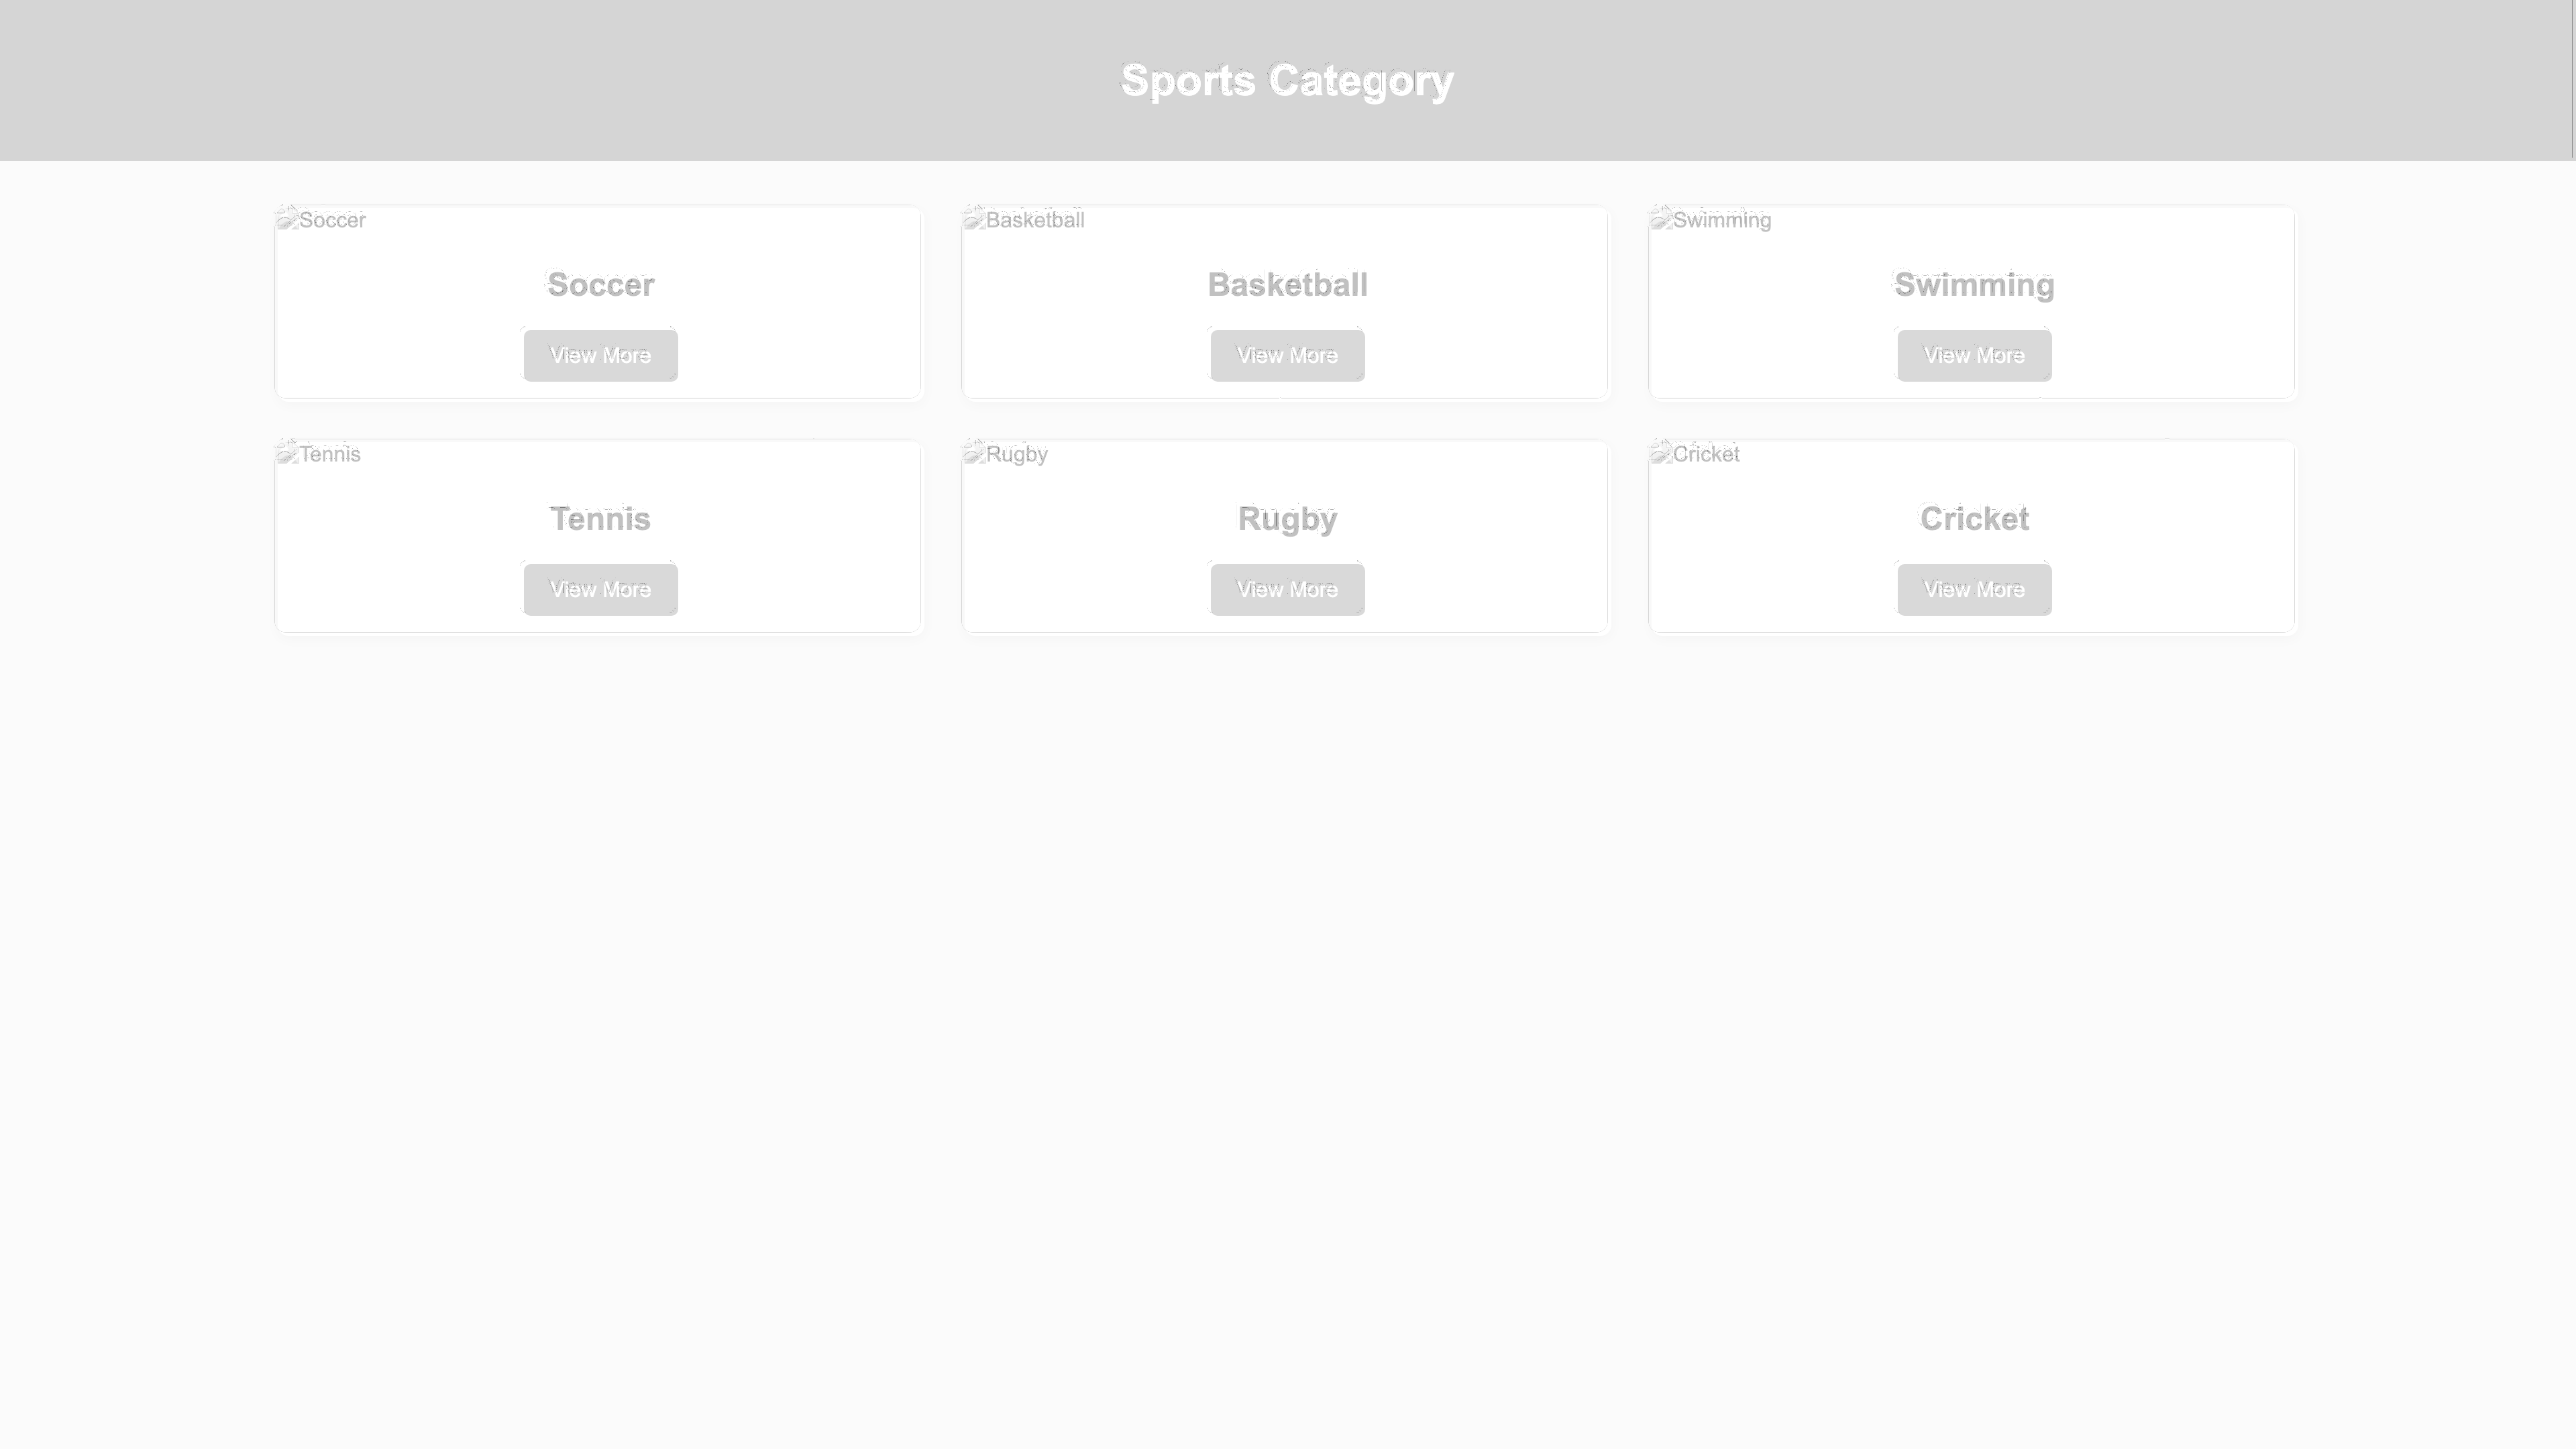 Sports Category
Soccer
Basketball
Swimming
Soccer
Basketball
Swimming
View More
View More
View More
Tennis
Rugby
Cricket
Tennis
Rugby
Cricket
View More
View More
View More